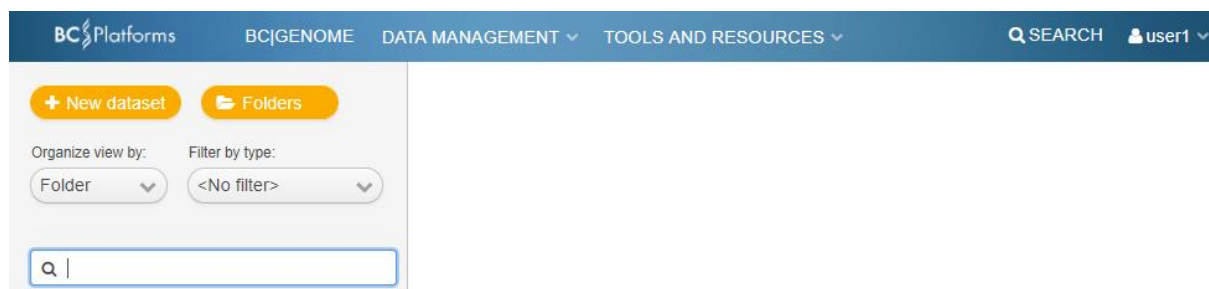 BC Platforms BC|GENOME DATA MANAGEMENT TOOLS AND RESOURCES SEARCH user1
+ New dataset Folders
Organize view by: Filter by type:
Folder <No filter>